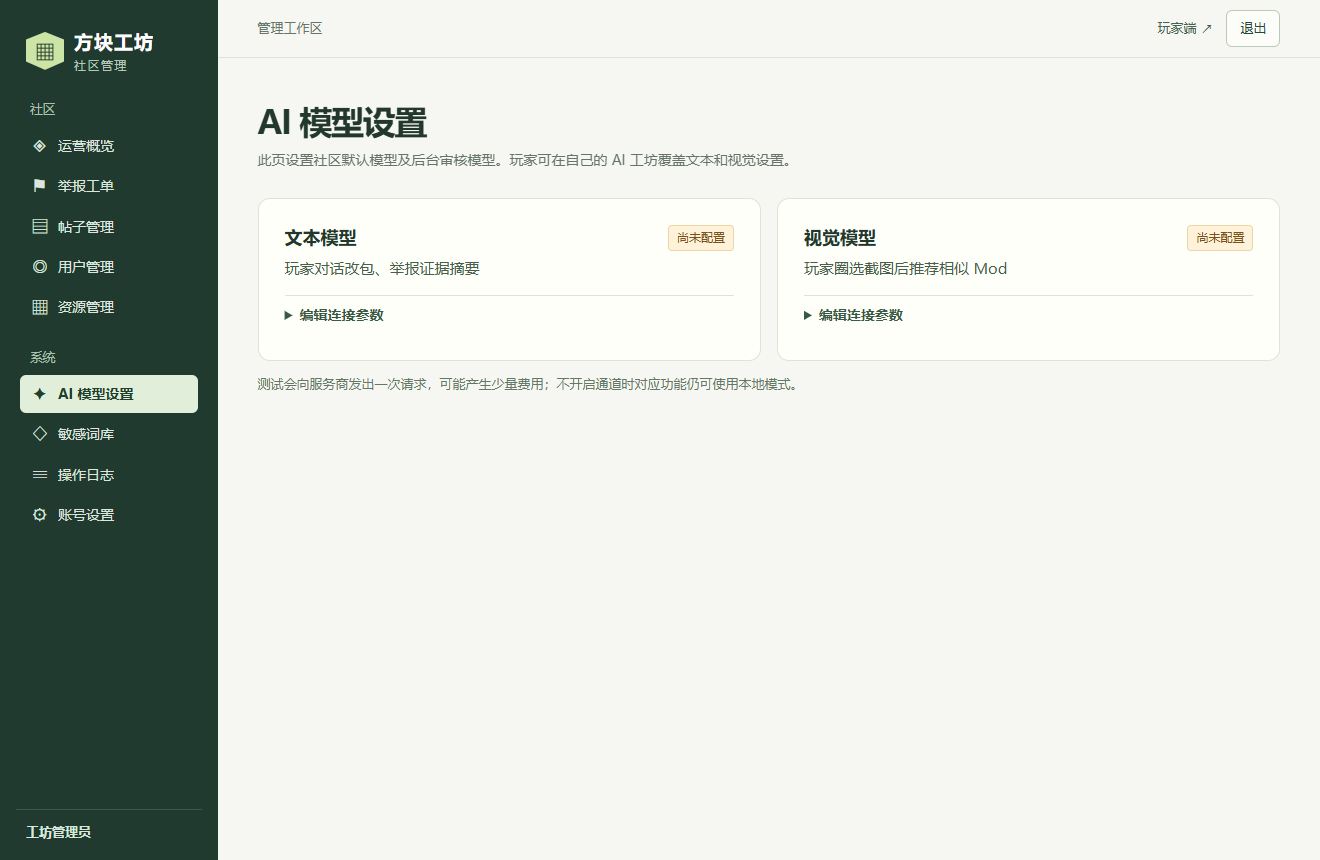 方块工坊
社区管理
社区
运营概览
举报工单
帖子管理
用户管理
资源管理
系统
AI 模型设置
敏感词库
操作日志
账号设置
工坊管理员
管理工作区
玩家端 ↗
退出
AI 模型设置
此页设置社区默认模型及后台审核模型。玩家可在自己的 AI 工坊覆盖文本和视觉设置。
文本模型
尚未配置
玩家对话改包、举报证据摘要
编辑连接参数
视觉模型
尚未配置
玩家圈选截图后推荐相似 Mod
编辑连接参数
测试会向服务商发出一次请求，可能产生少量费用；不开启通道时对应功能仍可使用本地模式。